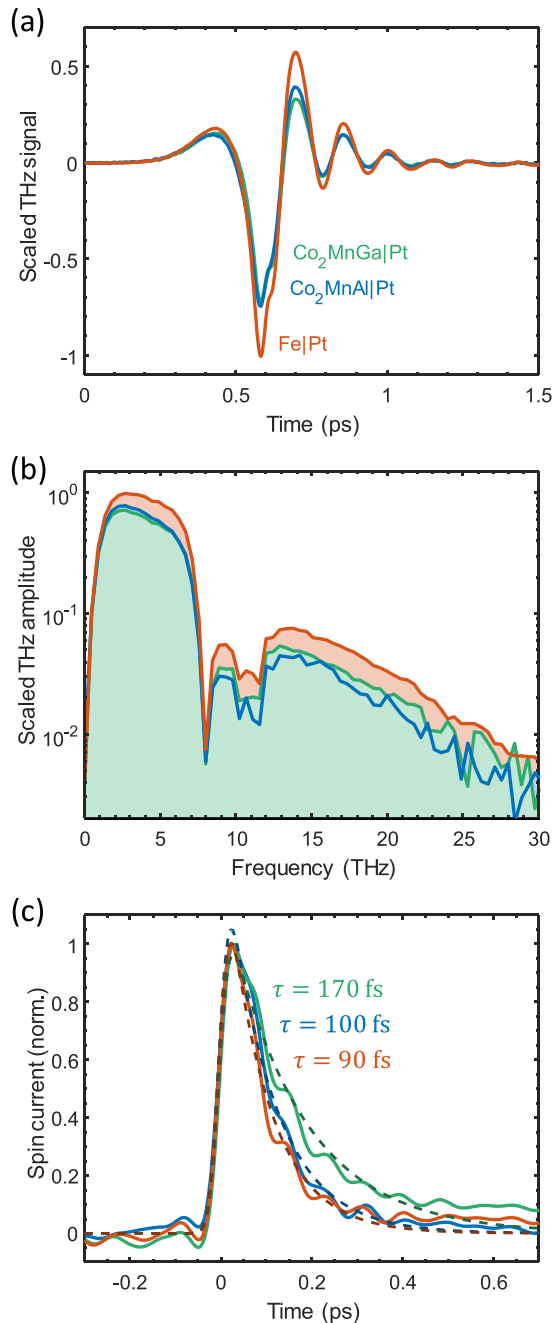 (a)
0.5
0
-0.5
-1
Scaled THz signal
Co₂MnGa|Pt
Co₂MnAl|Pt
Fe|Pt
0 0.5 1 1.5
Time (ps)
(b)
10⁰
10⁻¹
10⁻²
Scaled THz amplitude
0 5 10 15 20 25 30
Frequency (THz)
(c)
1
0.8
0.6
0.4
0.2
0
Spin current (norm.)
τ = 170 fs
τ = 100 fs
τ = 90 fs
-0.2 0 0.2 0.4 0.6
Time (ps)